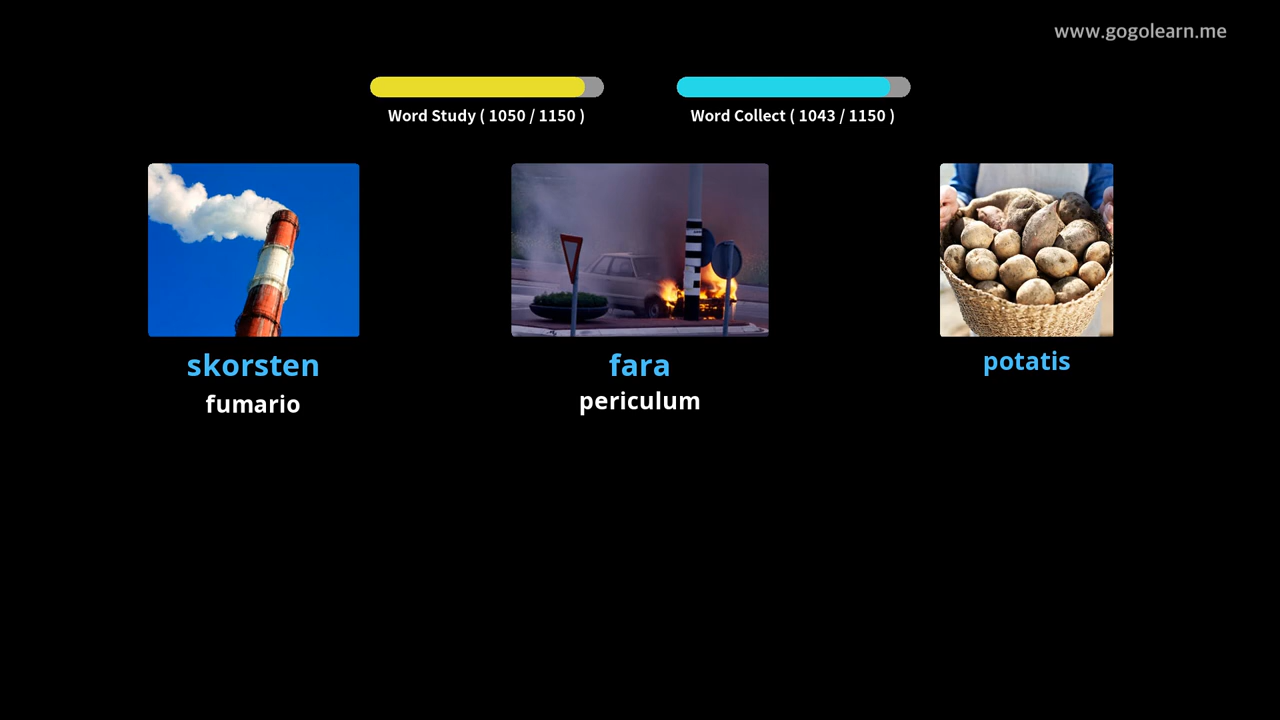 www.gogolearn.me
Word Study ( 1050 / 1150 )
Word Collect ( 1043 / 1150 )
skorsten
fumario
fara
periculum
potatis